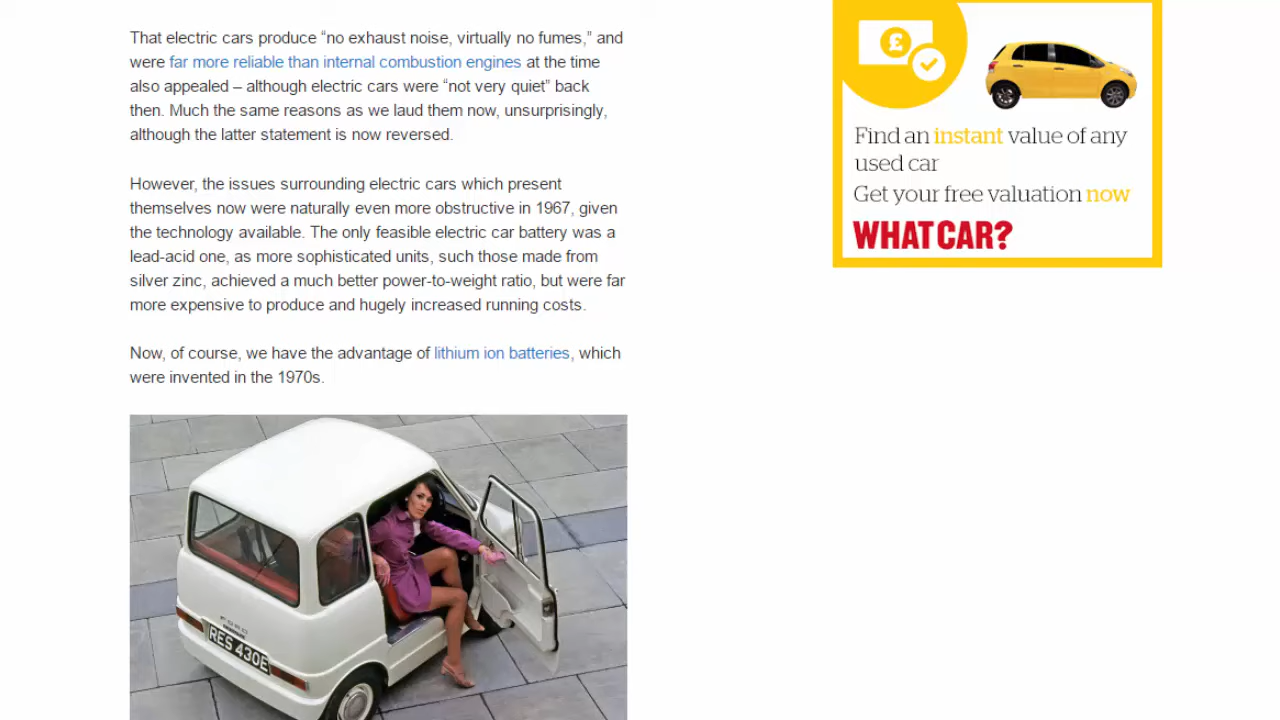 That electric cars produce “no exhaust noise, virtually no fumes,” and
were far more reliable than internal combustion engines at the time
also appealed – although electric cars were “not very quiet” back
then. Much the same reasons as we laud them now, unsurprisingly,
although the latter statement is now reversed.
However, the issues surrounding electric cars which present
themselves now were naturally even more obstructive in 1967, given
the technology available. The only feasible electric car battery was a
lead-acid one, as more sophisticated units, such those made from
silver zinc, achieved a much better power-to-weight ratio, but were far
more expensive to produce and hugely increased running costs.
Now, of course, we have the advantage of lithium ion batteries, which
were invented in the 1970s.
FORD
RES 430E
£
Find an instant value of any
used car
Get your free valuation now
WHAT CAR?